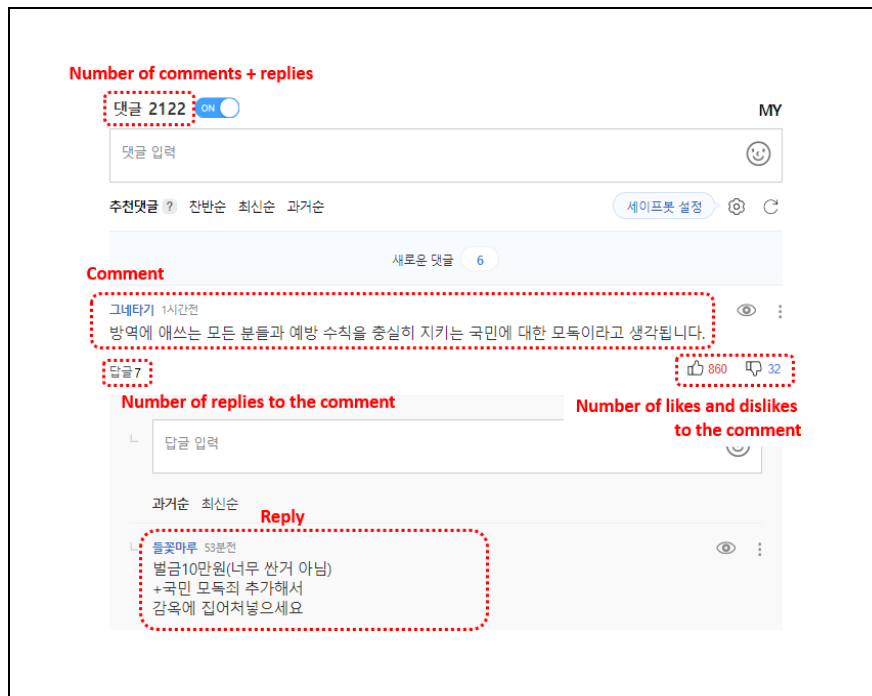 Number of comments + replies
댓글 2122 ON MY
댓글 입력
추천댓글 ? 찬반순 최신순 과거순 세이프봇 설정
새로운 댓글 6
Comment
그네타기 1시간전
방역에 애쓰는 모든 분들과 예방 수칙을 충실히 지키는 국민에 대한 모독이라고 생각됩니다.
답글7 860 32
Number of replies to the comment
Number of likes and dislikes
to the comment
답글 입력
과거순 최신순
Reply
들꽃마루 53분전
벌금10만원(너무 싼거 아님)
+국민 모독죄 추가해서
감옥에 집어처넣으세요